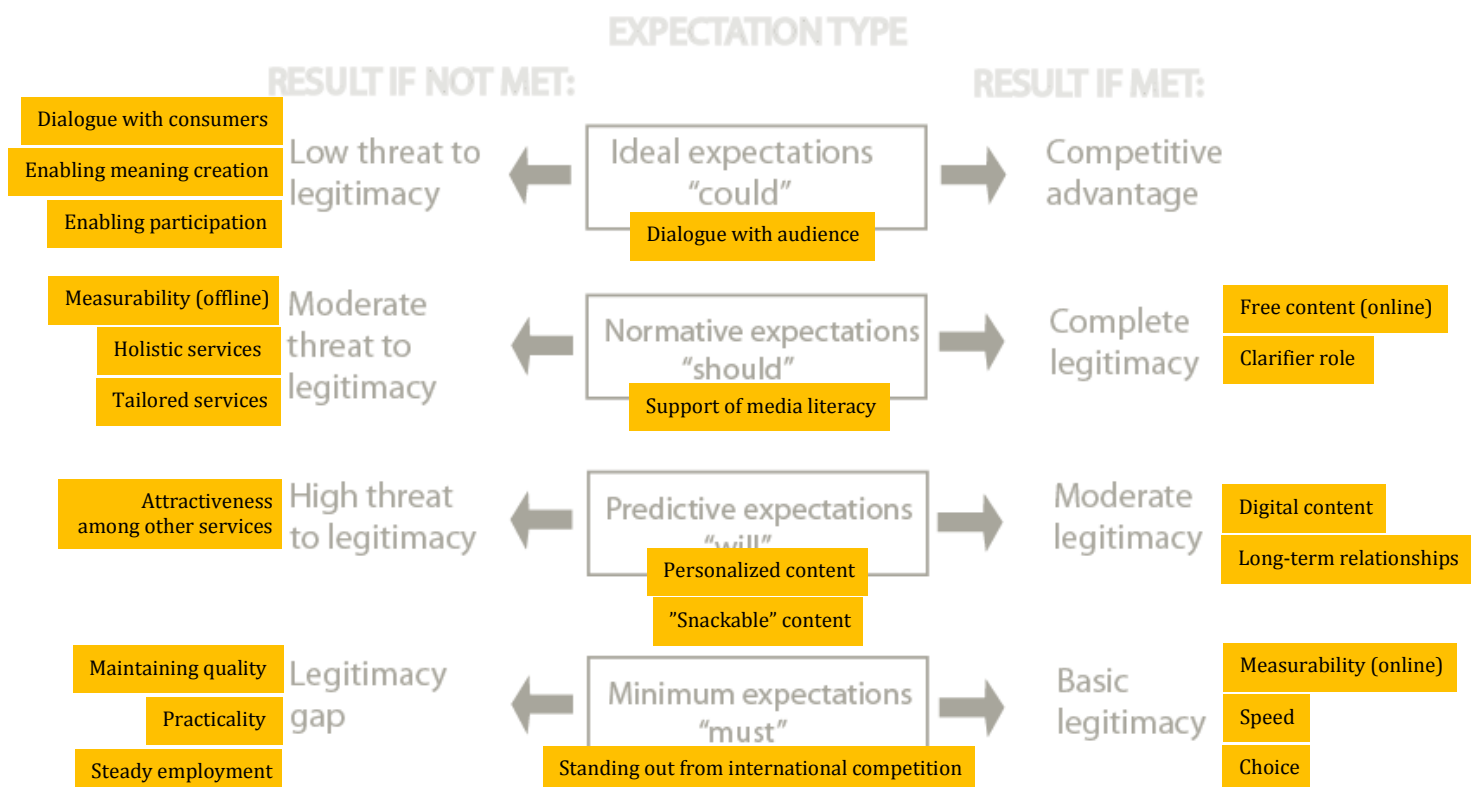 EXPECTATION TYPE
RESULT IF NOT MET:
RESULT IF MET:
Dialogue with consumers
Enabling meaning creation
Enabling participation
Low threat to
legitimacy
Ideal expectations
“could”
Dialogue with audience
Competitive
advantage
Measurability (offline)
Holistic services
Tailored services
Moderate
threat to
legitimacy
Normative expectations
“should”
Support of media literacy
Complete
legitimacy
Free content (online)
Clarifier role
Attractiveness
among other services
High threat
to legitimacy
Predictive expectations
“will”
Personalized content
”Snackable” content
Moderate
legitimacy
Digital content
Long-term relationships
Maintaining quality
Practicality
Steady employment
Legitimacy
gap
Minimum expectations
“must”
Standing out from international competition
Basic
legitimacy
Measurability (online)
Speed
Choice